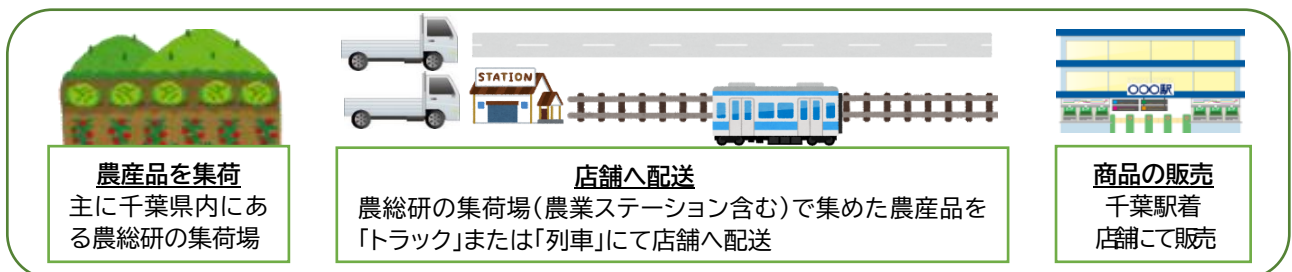 STATION
〇〇〇駅
農産品を集荷
主に千葉県内にあ
る農総研の集荷場
店舗へ配送
農総研の集荷場(農業ステーション含む)で集めた農産品を
「トラック」または「列車」にて店舗へ配送
商品の販売
千葉駅着
店舗にて販売